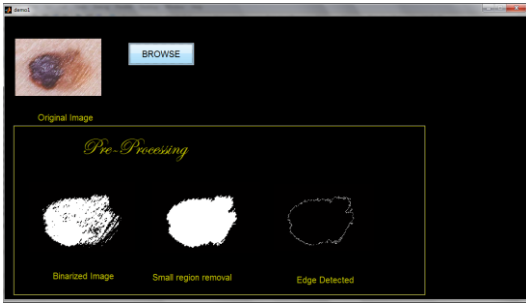 demo1
BROWSE
Original Image
Pre-Processing
Binarized Image
Small region removal
Edge Detected